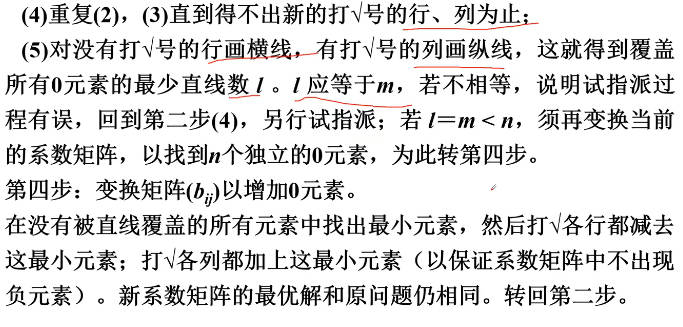 (4)重复(2)，(3)直到得不出新的打√号的行、列为止；
(5)对没有打√号的行画横线，有打√号的列画纵线，这就得到覆盖
所有0元素的最少直线数 l 。l 应等于m，若不相等，说明试指派过
程有误，回到第二步(4)，另行试指派；若 l＝m < n，须再变换当前
的系数矩阵，以找到n个独立的0元素，为此转第四步。
第四步：变换矩阵(bij)以增加0元素。
在没有被直线覆盖的所有元素中找出最小元素，然后打√各行都减去
这最小元素；打√各列都加上这最小元素（以保证系数矩阵中不出现
负元素）。新系数矩阵的最优解和原问题仍相同。转回第二步。